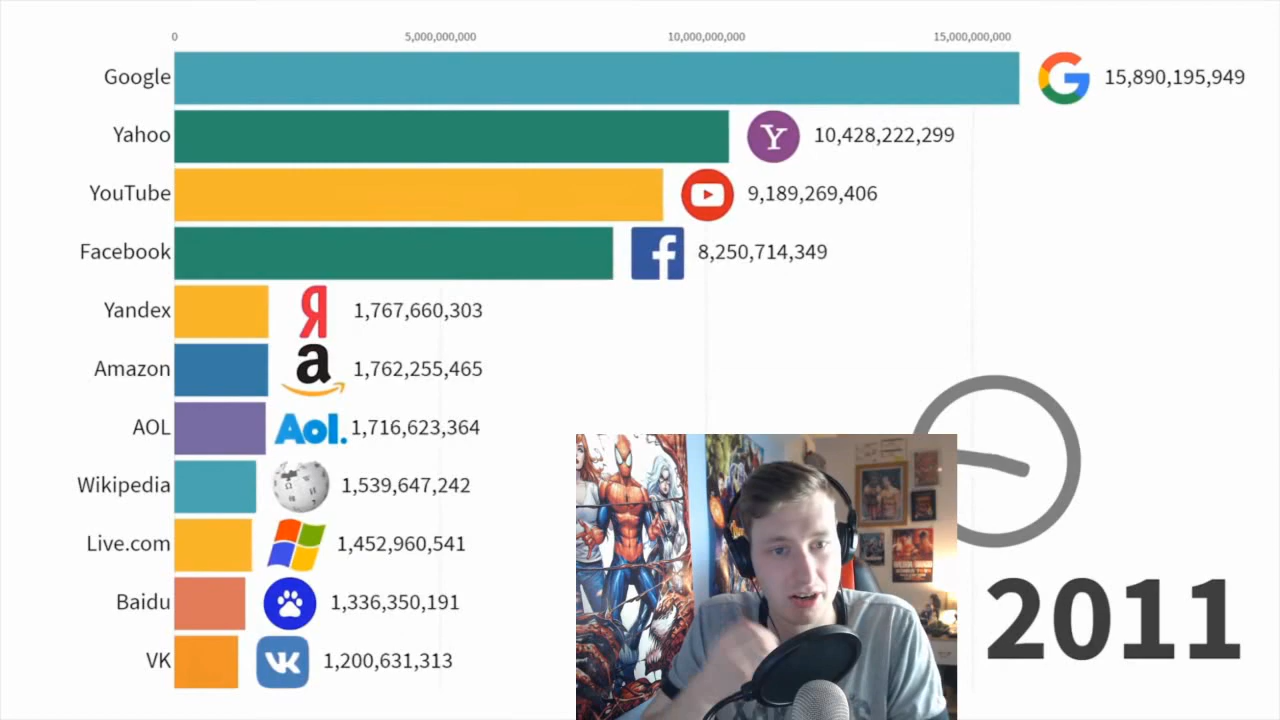 0 5,000,000,000 10,000,000,000 15,000,000,000
Google G 15,890,195,949
Yahoo Y 10,428,222,299
YouTube 9,189,269,406
Facebook f 8,250,714,349
Yandex Я 1,767,660,303
Amazon a 1,762,255,465
AOL Aol. 1,716,623,364
Wikipedia 1,539,647,242
Live.com 1,452,960,541
Baidu 1,336,350,191
VK VK 1,200,631,313
2011